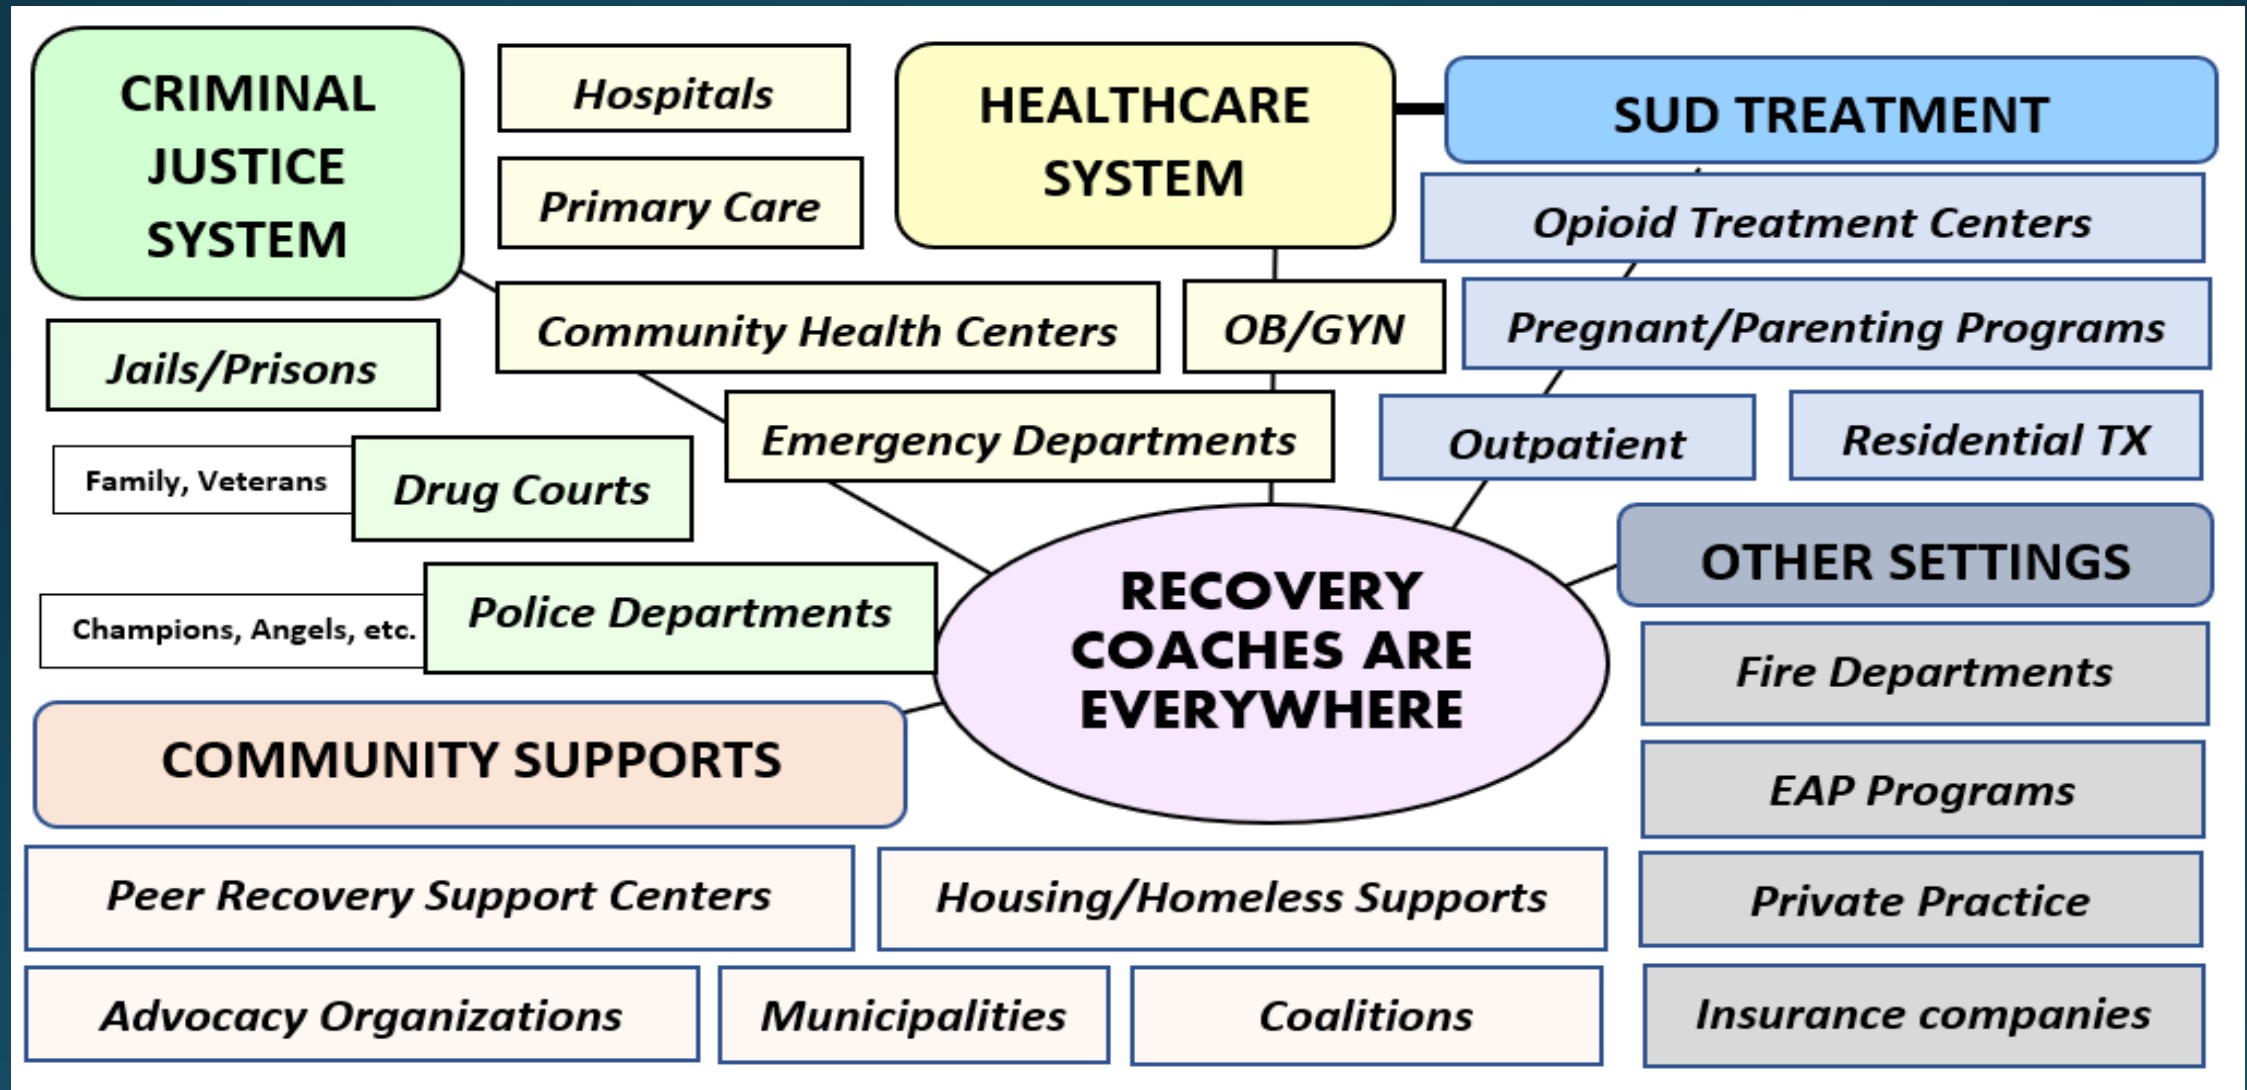 CRIMINAL
JUSTICE
SYSTEM
Jails/Prisons
Family, Veterans
Drug Courts
Champions, Angels, etc.
Police Departments
Hospitals
Primary Care
Community Health Centers
Emergency Departments
HEALTHCARE
SYSTEM
OB/GYN
SUD TREATMENT
Opioid Treatment Centers
Pregnant/Parenting Programs
Outpatient
Residential TX
RECOVERY
COACHES ARE
EVERYWHERE
OTHER SETTINGS
Fire Departments
EAP Programs
Private Practice
Insurance companies
COMMUNITY SUPPORTS
Peer Recovery Support Centers
Housing/Homeless Supports
Advocacy Organizations
Municipalities
Coalitions